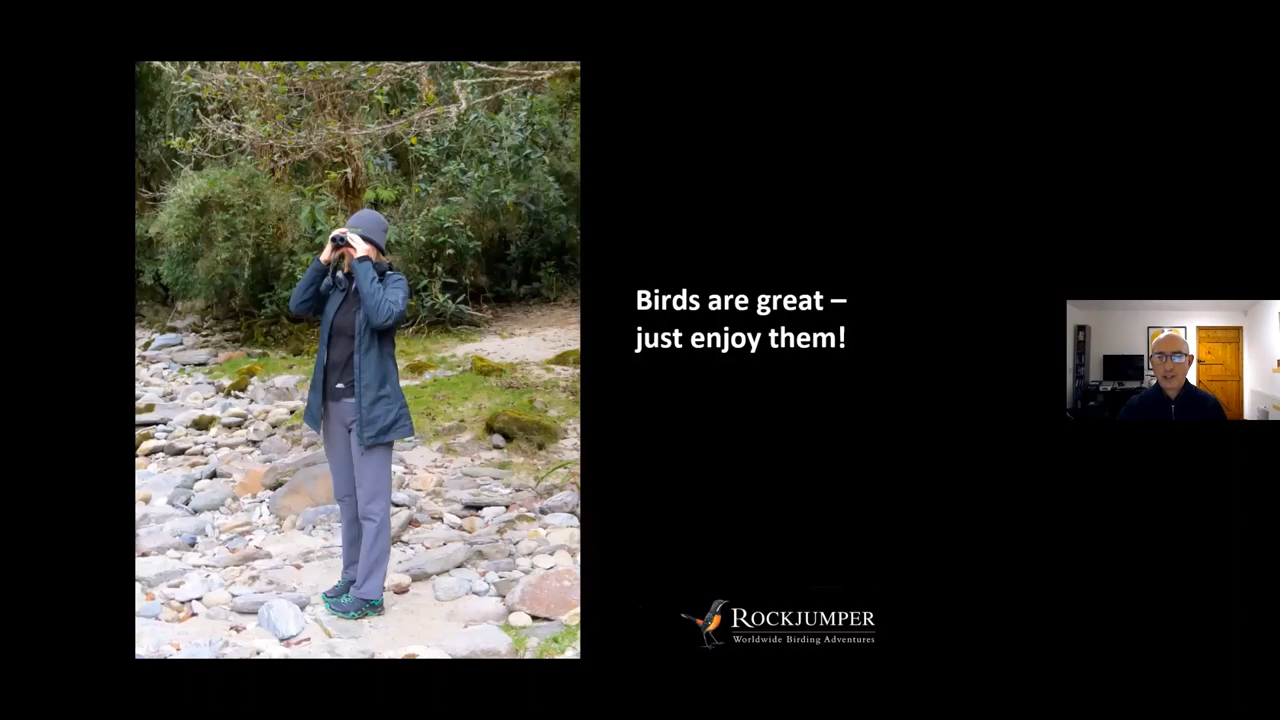 Birds are great –
just enjoy them!
ROCKJUMPER
Worldwide Birding Adventures